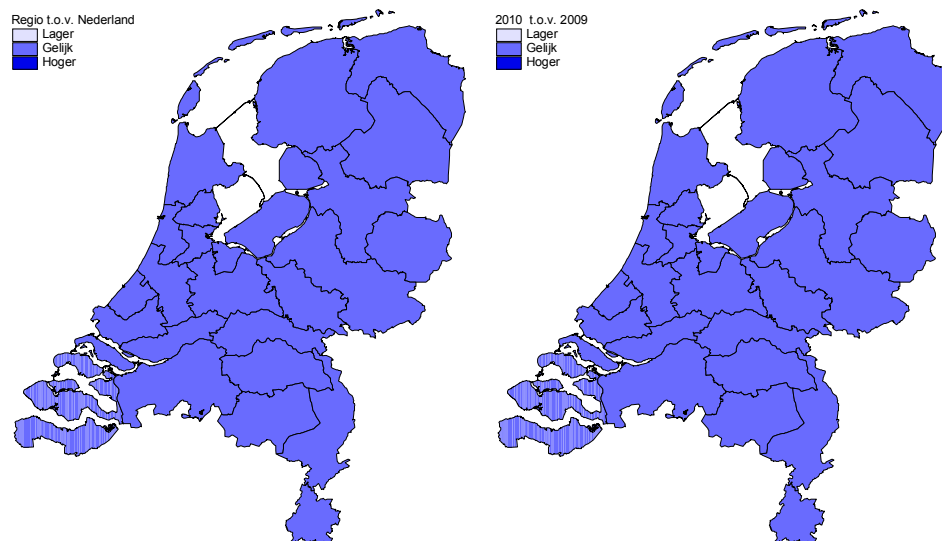 Regio t.o.v. Nederland
Lager
Gelijk
Hoger
2010 t.o.v. 2009
Lager
Gelijk
Hoger